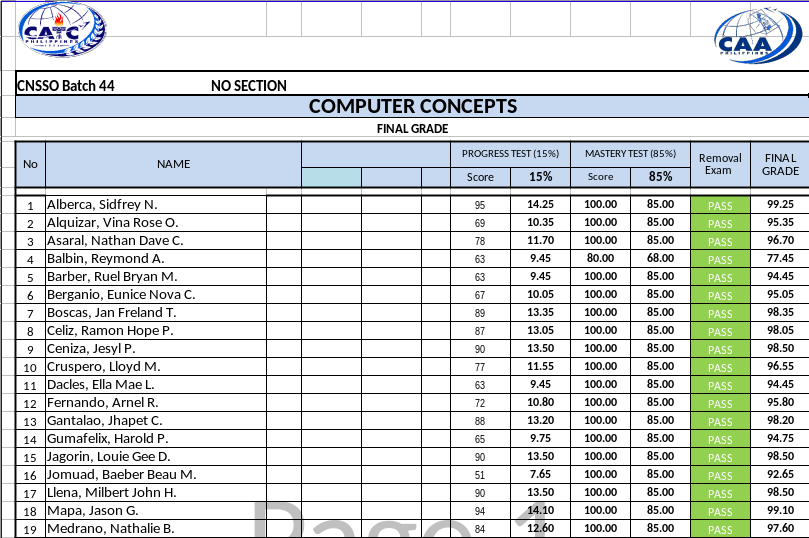 CATC
PHILIPPINES
CAA
PHILIPPINES
CNSSO Batch 44 NO SECTION
COMPUTER CONCEPTS
FINAL GRADE
No NAME PROGRESS TEST (15%) MASTERY TEST (85%) Removal Exam FINAL GRADE
Score 15% Score 85%
1 Alberca, Sidfrey N. 95 14.25 100.00 85.00 PASS 99.25
2 Alquizar, Vina Rose O. 69 10.35 100.00 85.00 PASS 95.35
3 Asaral, Nathan Dave C. 78 11.70 100.00 85.00 PASS 96.70
4 Balbin, Reymond A. 63 9.45 80.00 68.00 PASS 77.45
5 Barber, Ruel Bryan M. 63 9.45 100.00 85.00 PASS 94.45
6 Berganio, Eunice Nova C. 67 10.05 100.00 85.00 PASS 95.05
7 Boscas, Jan Freland T. 89 13.35 100.00 85.00 PASS 98.35
8 Celiz, Ramon Hope P. 87 13.05 100.00 85.00 PASS 98.05
9 Ceniza, Jesyl P. 90 13.50 100.00 85.00 PASS 98.50
10 Cruspero, Lloyd M. 77 11.55 100.00 85.00 PASS 96.55
11 Dacles, Ella Mae L. 63 9.45 100.00 85.00 PASS 94.45
12 Fernando, Arnel R. 72 10.80 100.00 85.00 PASS 95.80
13 Gantalao, Jhapet C. 88 13.20 100.00 85.00 PASS 98.20
14 Gumafelix, Harold P. 65 9.75 100.00 85.00 PASS 94.75
15 Jagorin, Louie Gee D. 90 13.50 100.00 85.00 PASS 98.50
16 Jomuad, Baeber Beau M. 51 7.65 100.00 85.00 PASS 92.65
17 Llena, Milbert John H. 90 13.50 100.00 85.00 PASS 98.50
18 Mapa, Jason G. 94 14.10 100.00 85.00 PASS 99.10
19 Medrano, Nathalie B. 84 12.60 100.00 85.00 PASS 97.60
Page 1